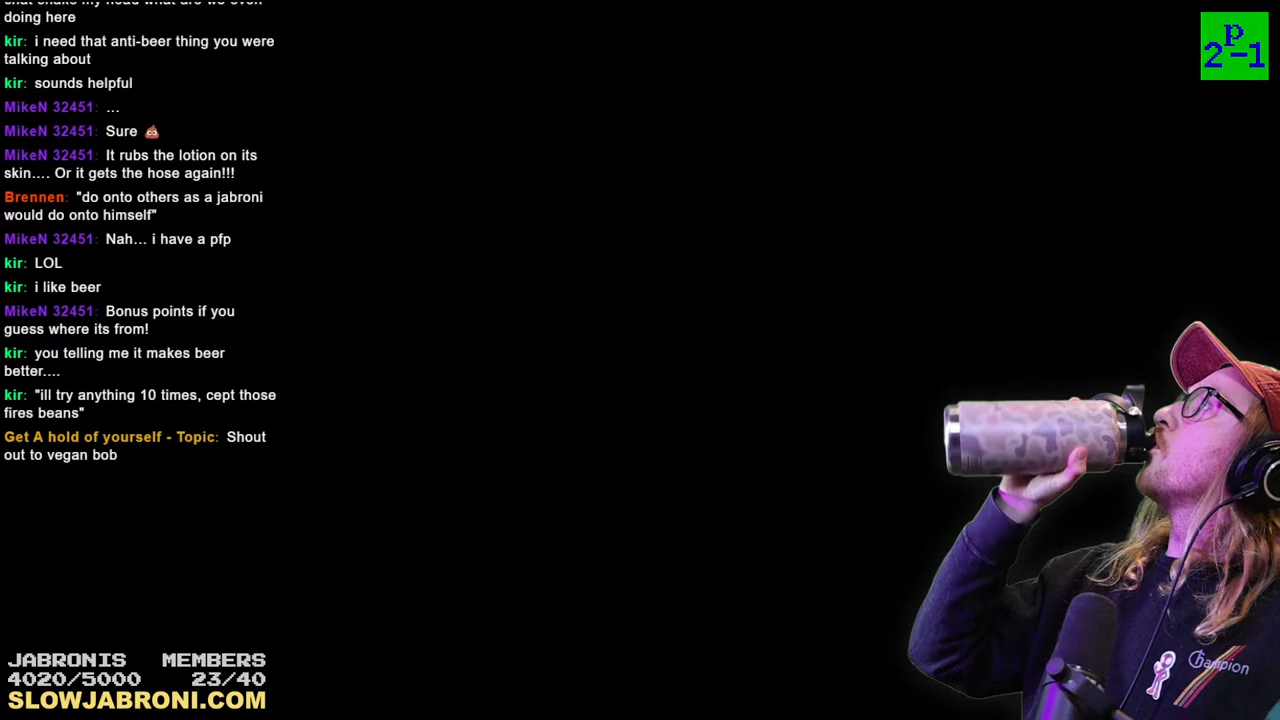 doing here
kir: i need that anti-beer thing you were
talking about
kir: sounds helpful
MikeN 32451: ...
MikeN 32451: Sure 💩
MikeN 32451: It rubs the lotion on its
skin.... Or it gets the hose again!!!
Brennen: "do onto others as a jabroni
would do onto himself"
MikeN 32451: Nah... i have a pfp
kir: LOL
kir: i like beer
MikeN 32451: Bonus points if you
guess where its from!
kir: you telling me it makes beer
better....
kir: "ill try anything 10 times, cept those
fires beans"
Get A hold of yourself - Topic: Shout
out to vegan bob
JABRONIS MEMBERS
4020/5000 23/40
SLOWJABRONI.COM
p
2-1
Champion